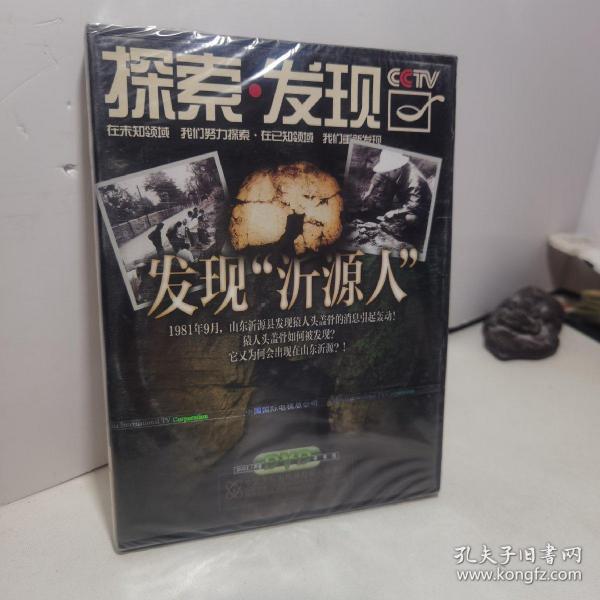 探索·发现
CCTV
在未知领域 我们努力探索·在已知领域 我们重新发现
发现“沂源人”
1981年9月，山东沂源县发现猿人头盖骨的消息引起轰动！
猿人头盖骨如何被发现？
它又为何会出现在山东沂源？！
International TV Corporation
中国国际电视总公司
DVD
孔夫子旧书网
www.kongfz.com